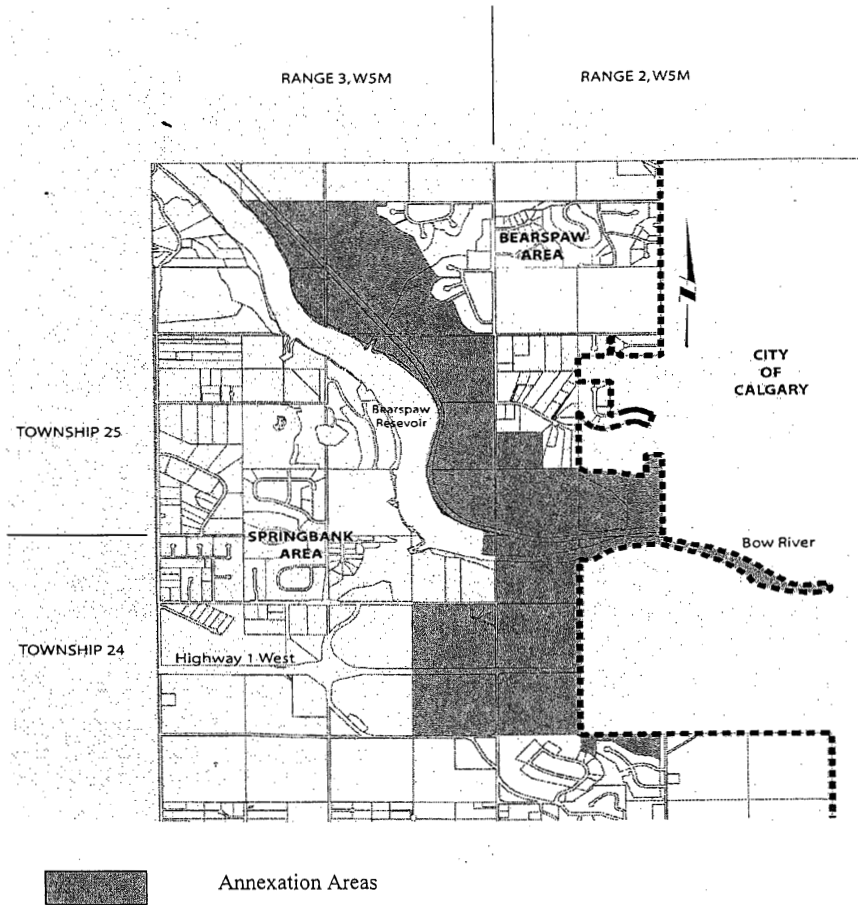 RANGE 3, W5M
RANGE 2, W5M
BEARSPAW
AREA
CITY
OF
CALGARY
Bearspaw
Resevoir
TOWNSHIP 25
SPRINGBANK
AREA
Bow River
TOWNSHIP 24
Highway 1 West
Annexation Areas